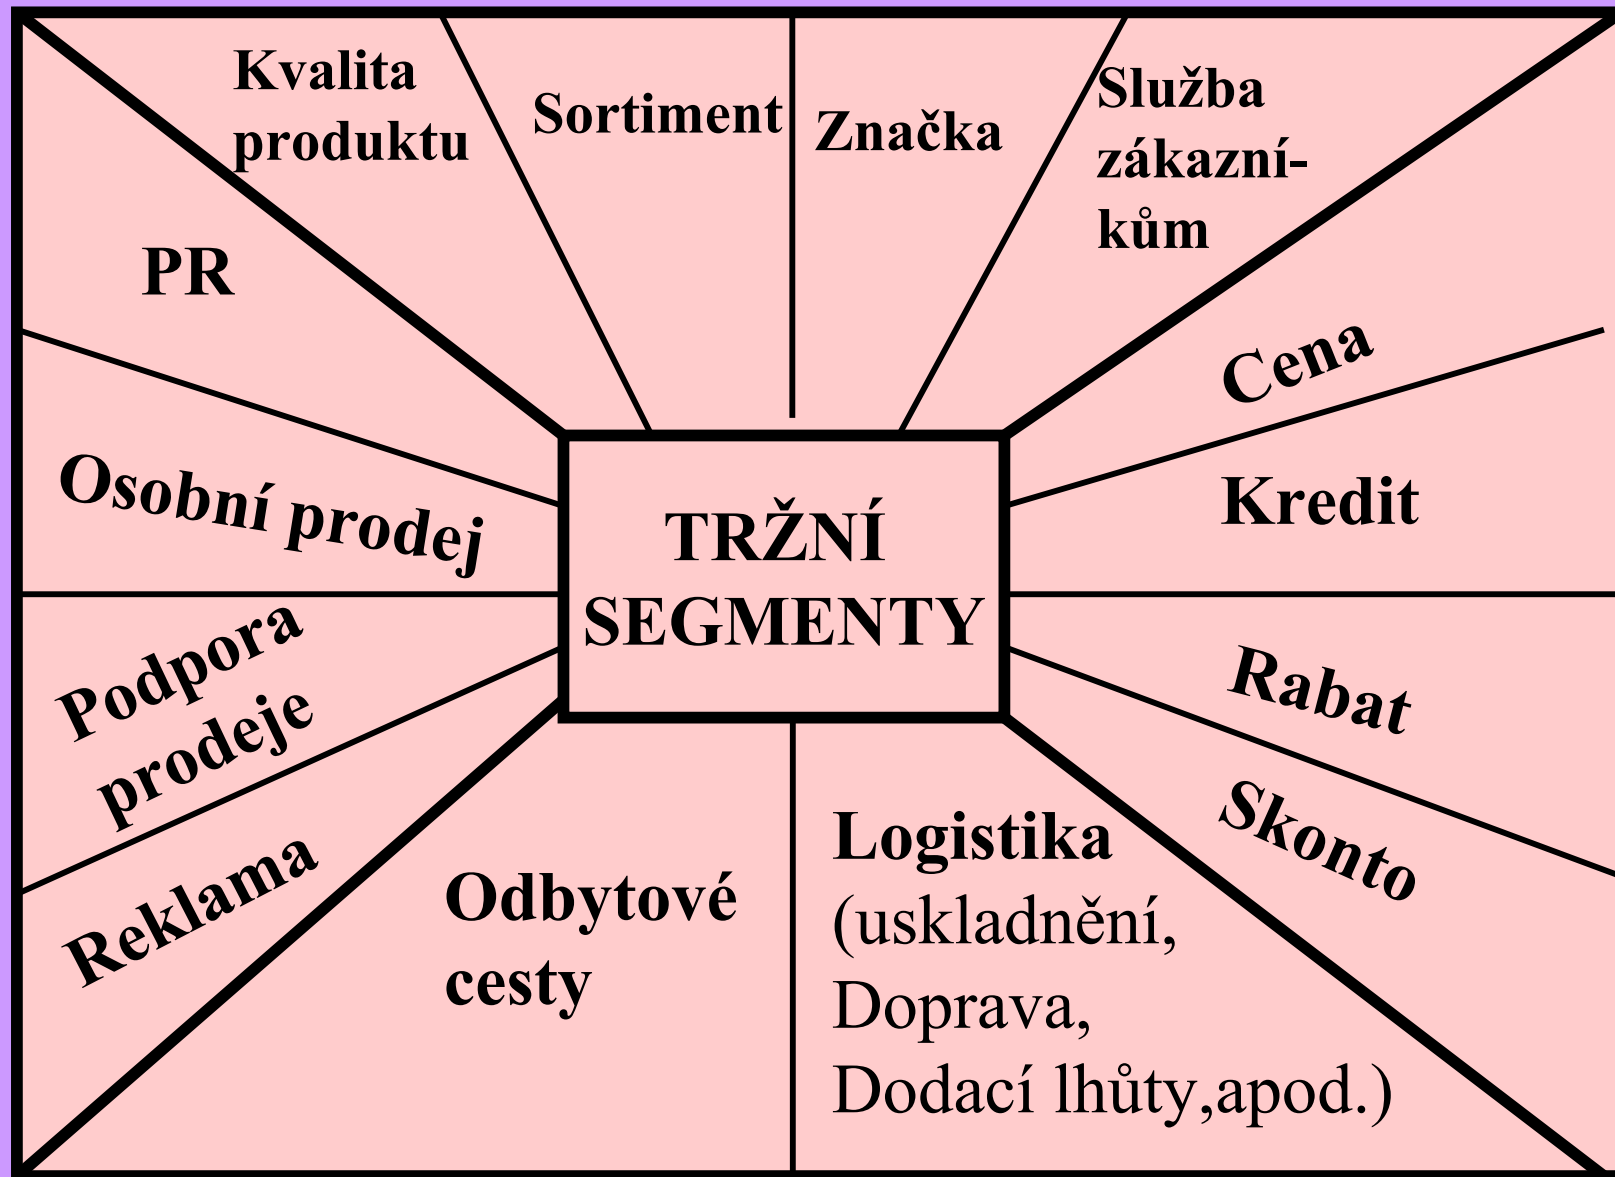 Kvalita
produktu
Sortiment
Značka
Služba
zákazní-
kům
PR
Cena
Osobní prodej
Kredit
TRŽNÍ
SEGMENTY
Podpora
prodeje
Rabat
Reklama
Skonto
Odbytové
cesty
Logistika
(uskladnění,
Doprava,
Dodací lhůty,apod.)